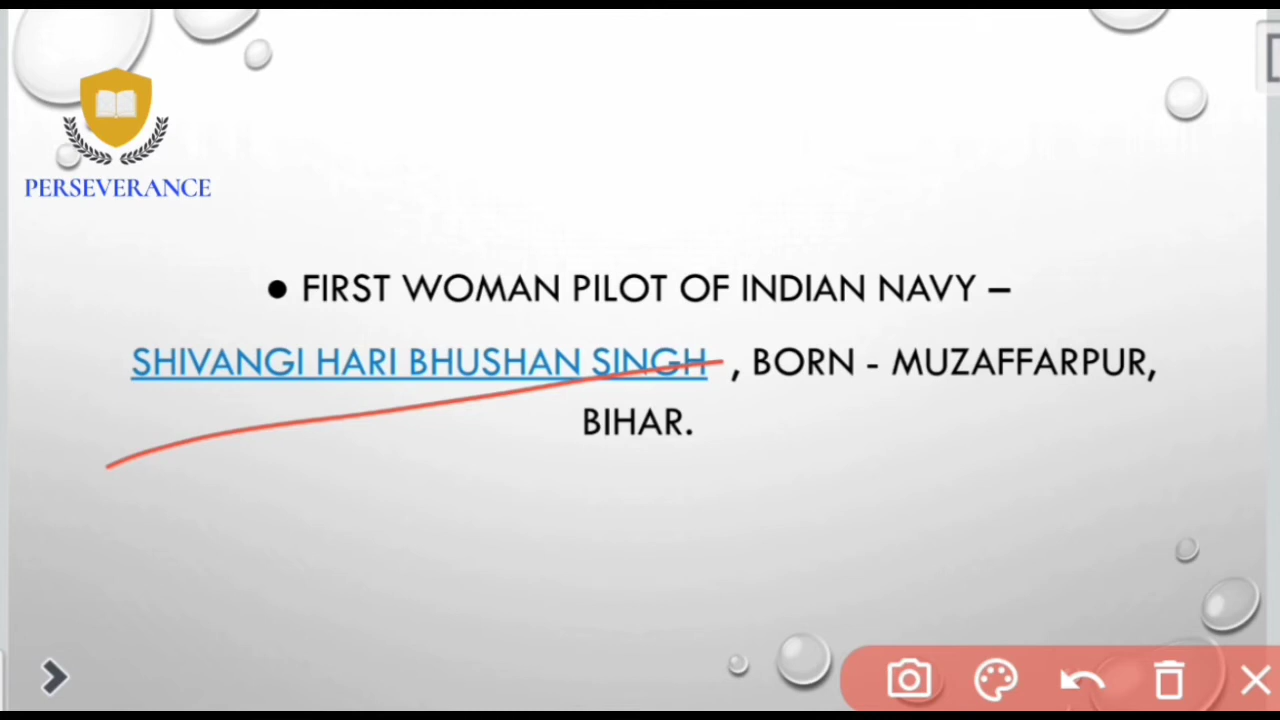 PERSEVERANCE
● FIRST WOMAN PILOT OF INDIAN NAVY –
SHIVANGI HARI BHUSHAN SINGH , BORN - MUZAFFARPUR,
BIHAR.